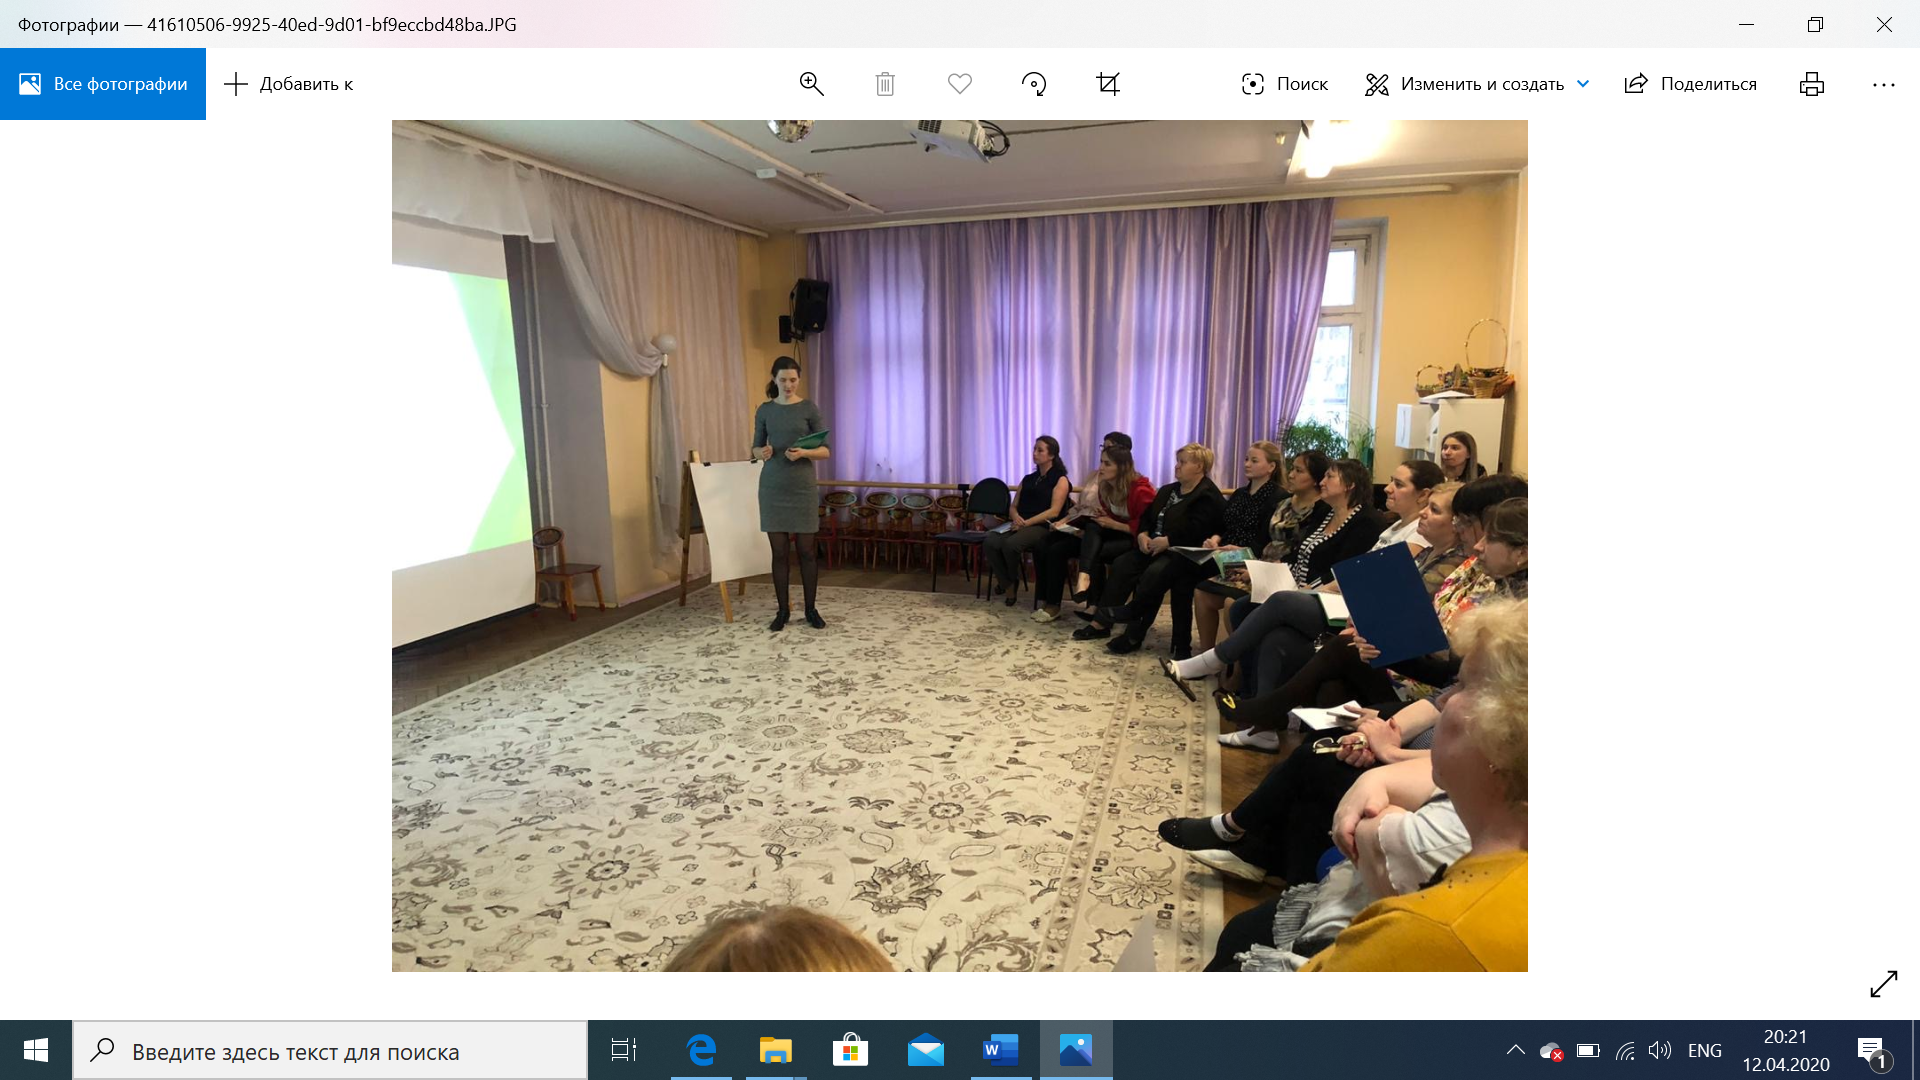 Фотографии — 41610506-9925-40ed-9d01-bf9eccbd48ba.JPG
Все фотографии
Добавить к
Поиск
Изменить и создать
Поделиться
Введите здесь текст для поиска
W
ENG
20:21
12.04.2020
1